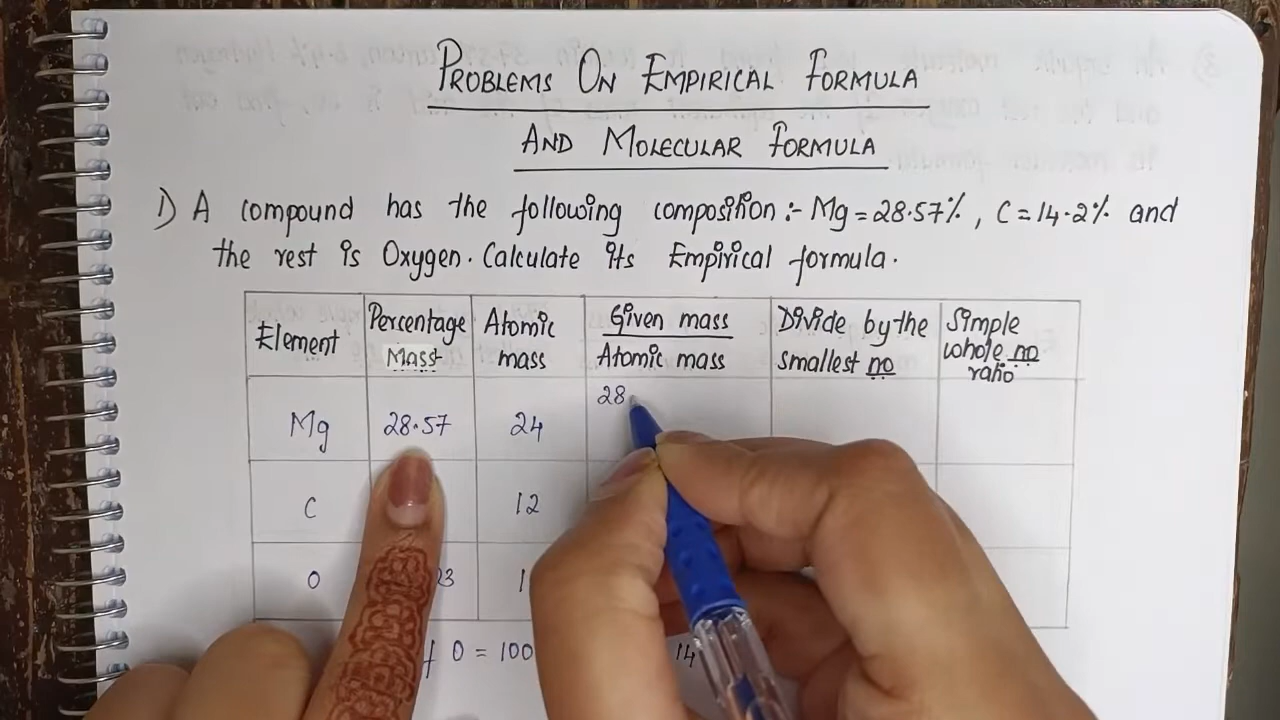 PROBLEMS ON EMPIRICAL FORMULA
AND MOLECULAR FORMULA
1) A compound has the following composition :- Mg = 28.57%, C = 14.2% and
the rest is Oxygen. Calculate its Empirical formula.
Element Percentage Mass Atomic mass Given mass Atomic mass Divide by the smallest no Simple whole no ratio
Mg 28.57 24 28
C 12
O 23 1
O = 100 14